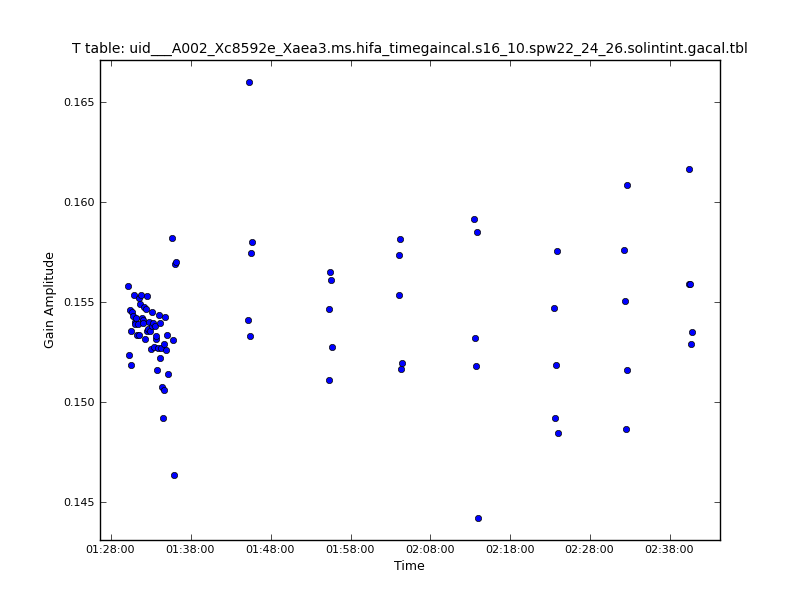 T table: uid___A002_Xc8592e_Xaea3.ms.hifa_timegaincal.s16_10.spw22_24_26.solintint.gacal.tbl
0.165
0.160
0.155
0.150
0.145
Gain Amplitude
01:28:00 01:38:00 01:48:00 01:58:00 02:08:00 02:18:00 02:28:00 02:38:00
Time